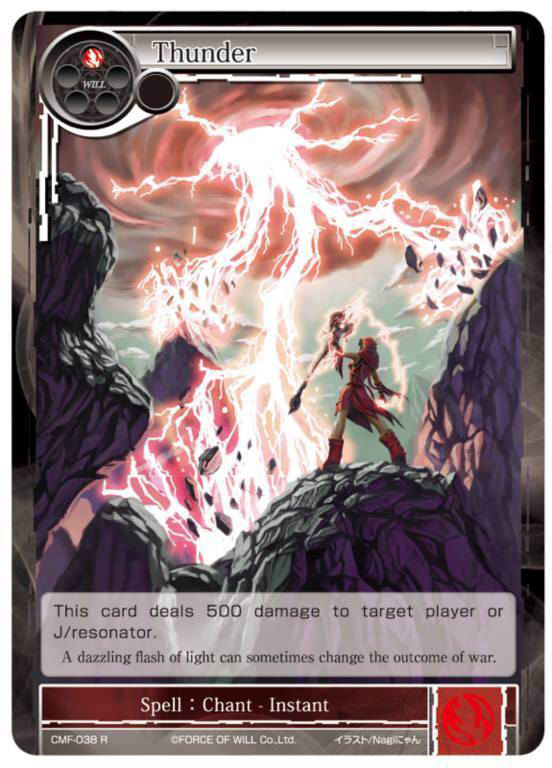 Thunder
WILL
This card deals 500 damage to target player or
J/resonator.
A dazzling flash of light can sometimes change the outcome of war.
Spell : Chant - Instant
CMF-038 R ©FORCE OF WILL Co.,Ltd. イラスト/Nagiにゃん